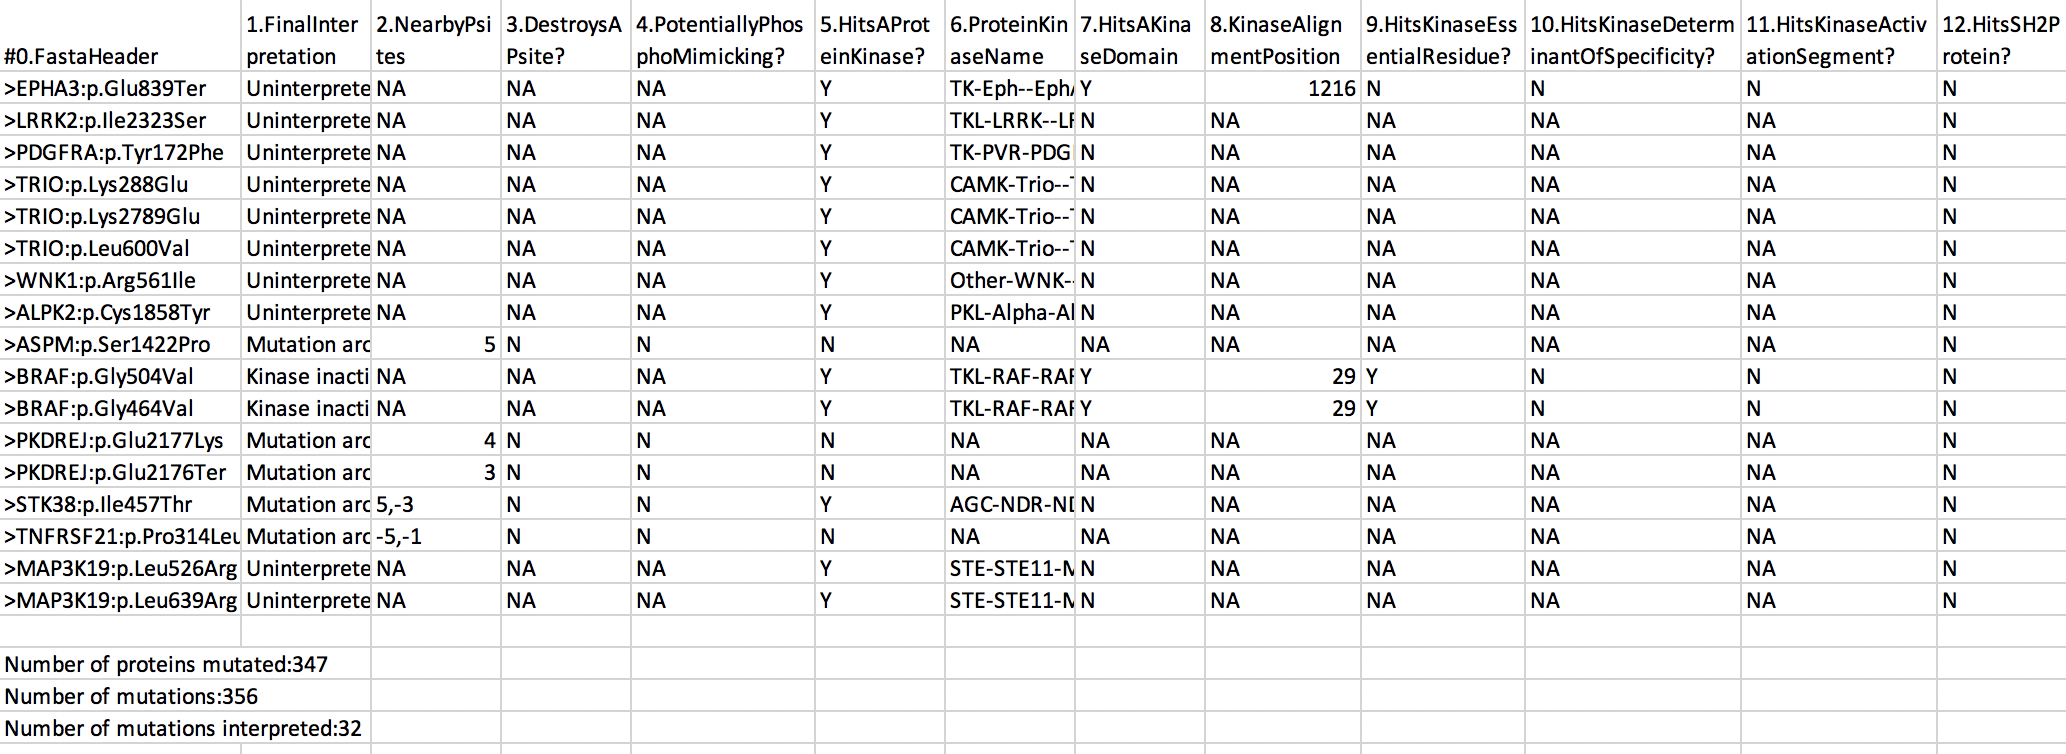 #0.FastaHeader 1.FinalInterpretation 2.NearbyPsites 3.DestroysAPsite? 4.PotentiallyPhosphoMimicking? 5.HitsAProteinKinase? 6.ProteinKinaseName 7.HitsAKinaseDomain 8.KinaseAlignmentPosition 9.HitsKinaseEssentialResidue? 10.HitsKinaseDeterminantOfSpecificity? 11.HitsKinaseActivationSegment? 12.HitsSH2Protein?
>EPHA3:p.Glu839Ter Uninterprete NA NA NA Y TK-Eph--Eph Y 1216 N N N N
>LRRK2:p.Ile2323Ser Uninterprete NA NA NA Y TKL-LRRK--L N NA NA NA NA N
>PDGFRA:p.Tyr172Phe Uninterprete NA NA NA Y TK-PVR-PDG N NA NA NA NA N
>TRIO:p.Lys288Glu Uninterprete NA NA NA Y CAMK-Trio-- N NA NA NA NA N
>TRIO:p.Lys2789Glu Uninterprete NA NA NA Y CAMK-Trio-- N NA NA NA NA N
>TRIO:p.Leu600Val Uninterprete NA NA NA Y CAMK-Trio-- N NA NA NA NA N
>WNK1:p.Arg561Ile Uninterprete NA NA NA Y Other-WNK- N NA NA NA NA N
>ALPK2:p.Cys1858Tyr Uninterprete NA NA NA Y PKL-Alpha-A N NA NA NA NA N
>ASPM:p.Ser1422Pro Mutation arc 5 N N N NA NA NA NA NA NA N
>BRAF:p.Gly504Val Kinase inacti NA NA NA Y TKL-RAF-RAF Y 29 Y N N N
>BRAF:p.Gly464Val Kinase inacti NA NA NA Y TKL-RAF-RAF Y 29 Y N N N
>PKDREJ:p.Glu2177Lys Mutation arc 4 N N N NA NA NA NA NA NA N
>PKDREJ:p.Glu2176Ter Mutation arc 3 N N N NA NA NA NA NA NA N
>STK38:p.Ile457Thr Mutation arc 5,-3 N N Y AGC-NDR-ND N NA NA NA NA N
>TNFRSF21:p.Pro314Leu Mutation arc -5,-1 N N N NA NA NA NA NA NA N
>MAP3K19:p.Leu526Arg Uninterprete NA NA NA Y STE-STE11-M N NA NA NA NA N
>MAP3K19:p.Leu639Arg Uninterprete NA NA NA Y STE-STE11-M N NA NA NA NA N
Number of proteins mutated:347
Number of mutations:356
Number of mutations interpreted:32